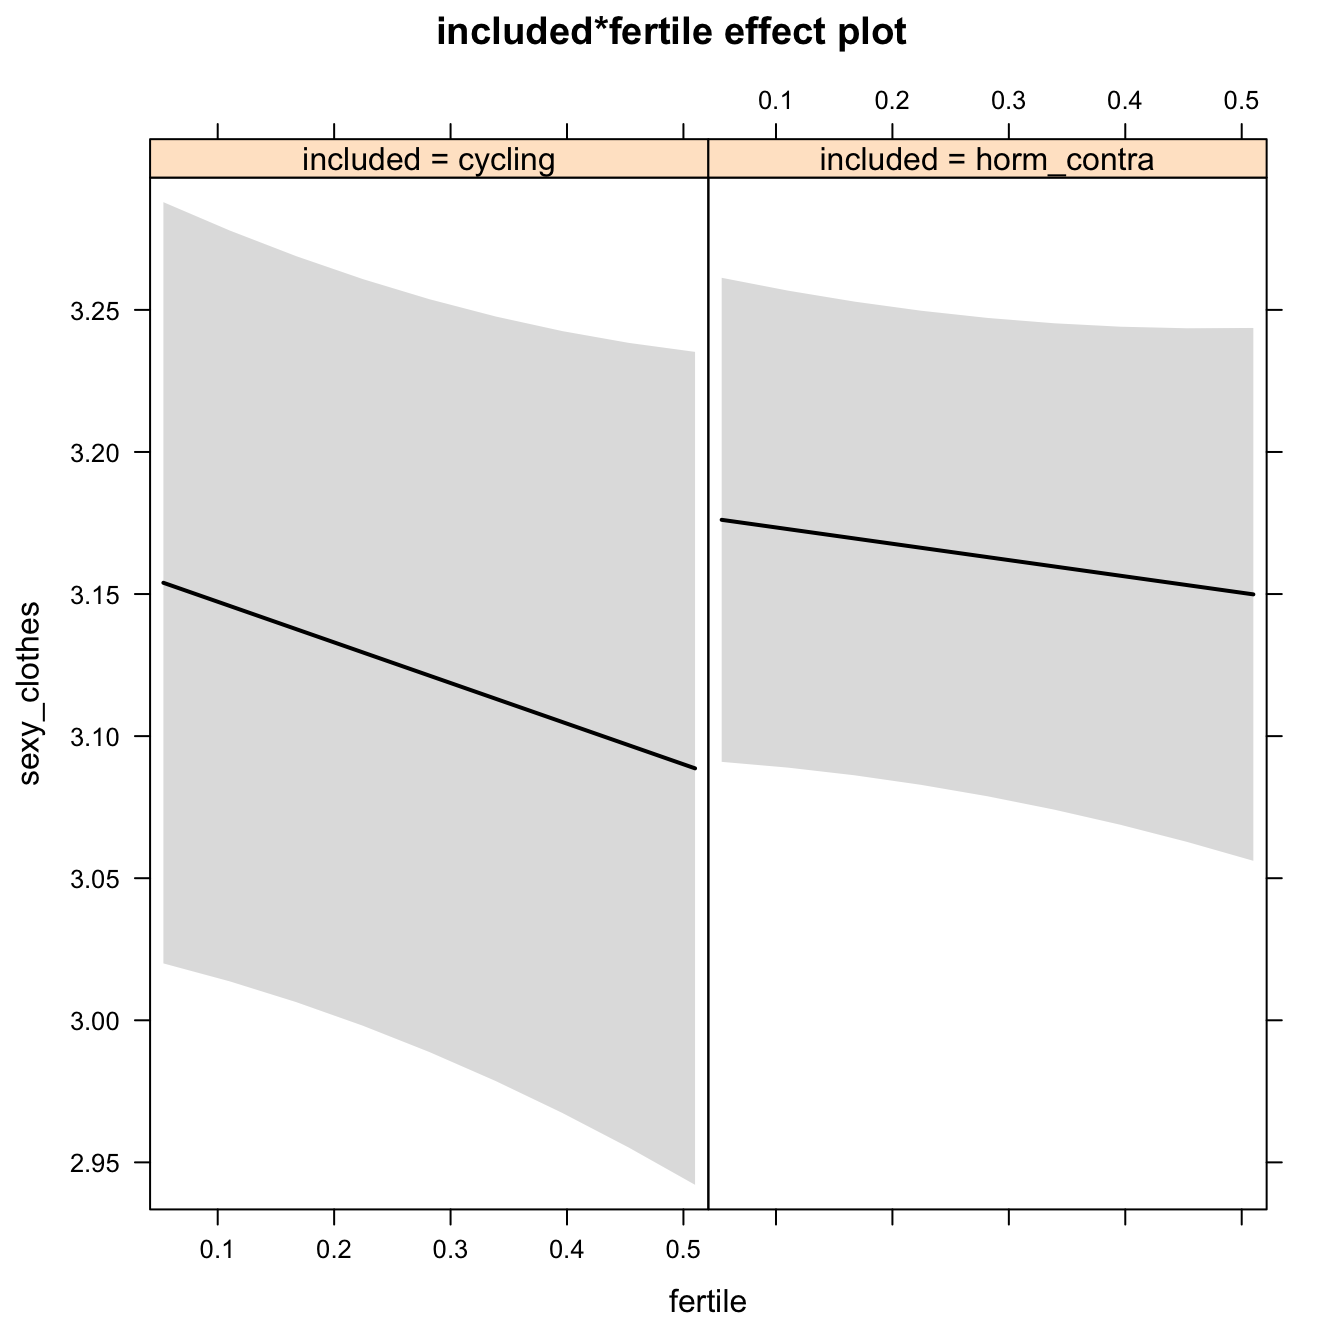 included*fertile effect plot
0.1 0.2 0.3 0.4 0.5
included = cycling
included = horm_contra
3.25
3.20
3.15
3.10
3.05
3.00
2.95
sexy_clothes
0.1 0.2 0.3 0.4 0.5
fertile